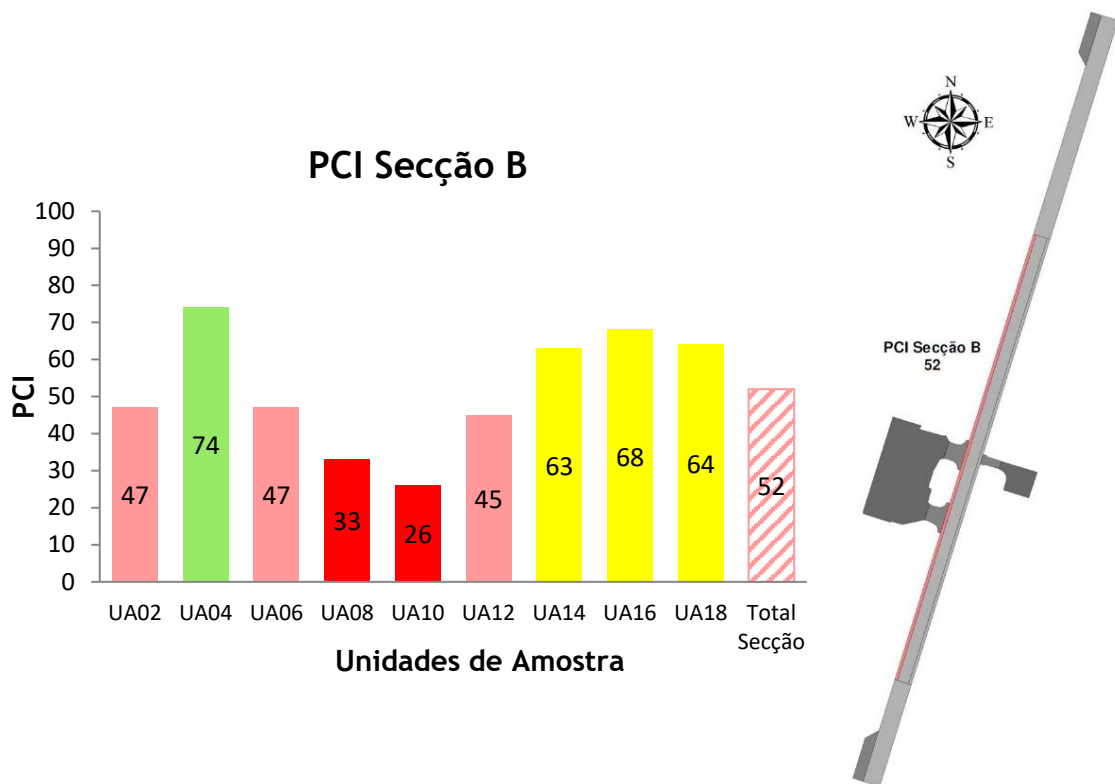 PCI Secção B
PCI
100
90
80
70
60
50
40
30
20
10
0
47
74
47
33
26
45
63
68
64
52
UA02 UA04 UA06 UA08 UA10 UA12 UA14 UA16 UA18 Total
Secção
Unidades de Amostra
N
W E
S
PCI Secção B
52